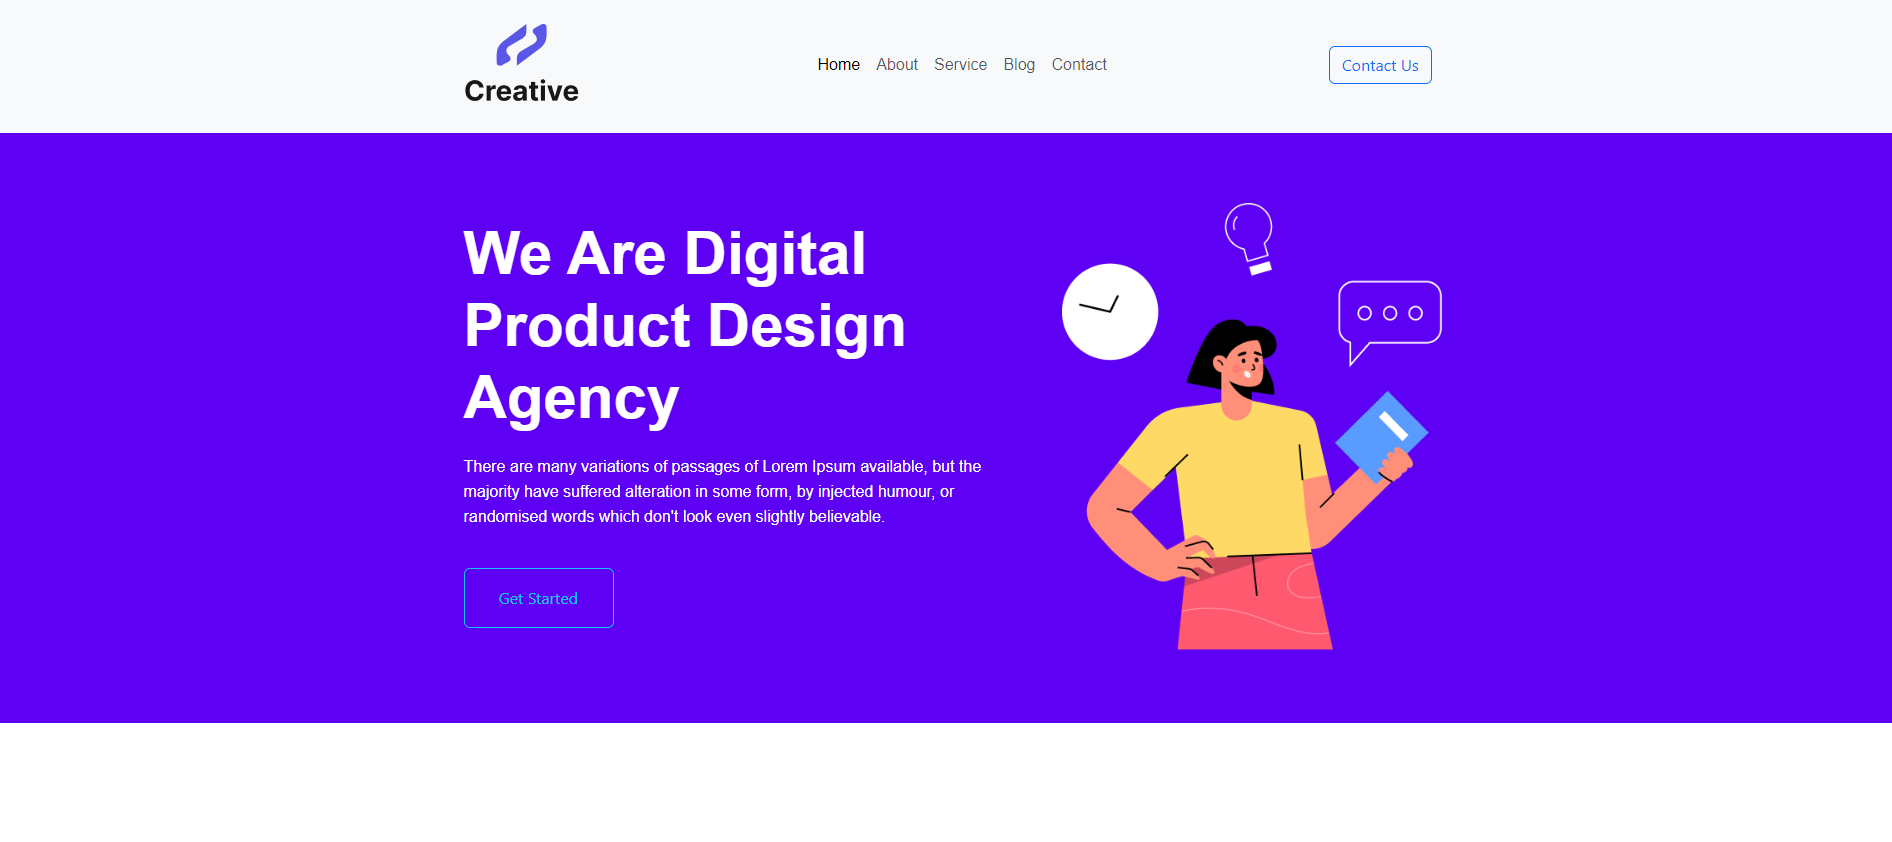 Creative
Home About Service Blog Contact
Contact Us
We Are Digital
Product Design
Agency
There are many variations of passages of Lorem Ipsum available, but the
majority have suffered alteration in some form, by injected humour, or
randomised words which don't look even slightly believable.
Get Started